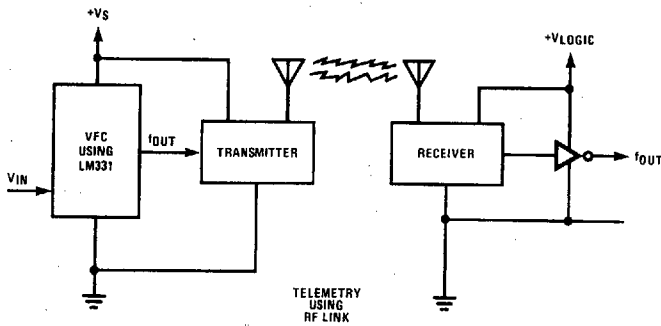 +VS
+VLOGIC
VFC
USING
LM331
fOUT
TRANSMITTER
RECEIVER
fOUT
VIN
TELEMETRY
USING
RF LINK